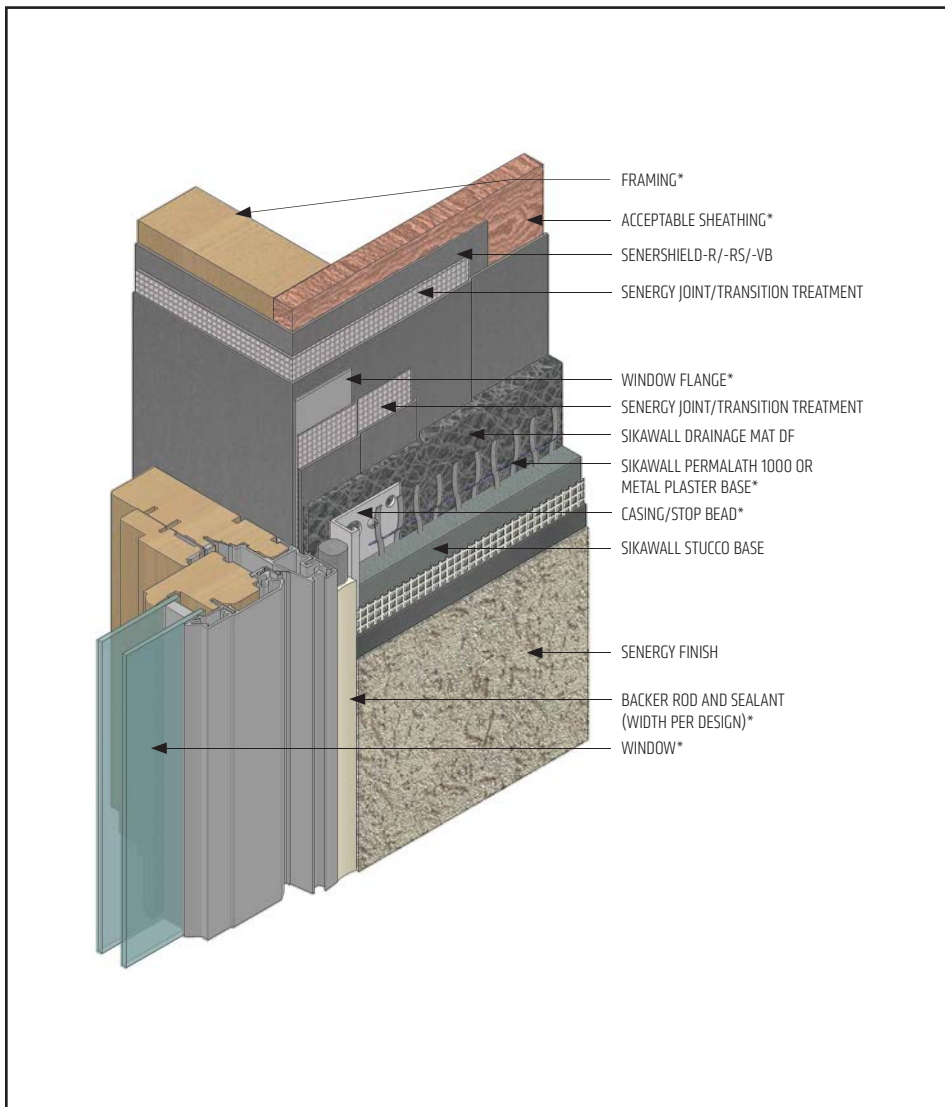 FRAMING*
ACCEPTABLE SHEATHING*
SENERSHIELD-R/-RS/-VB
SENERGY JOINT/TRANSITION TREATMENT
WINDOW FLANGE*
SENERGY JOINT/TRANSITION TREATMENT
SIKAWALL DRAINAGE MAT DF
SIKAWALL PERMALATH 1000 OR
METAL PLASTER BASE*
CASING/STOP BEAD*
SIKAWALL STUCCO BASE
SENERGY FINISH
BACKER ROD AND SEALANT
(WIDTH PER DESIGN)*
WINDOW*